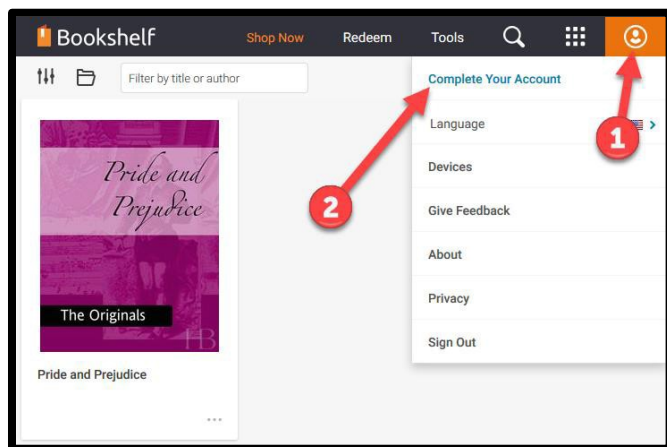 Bookshelf
Shop Now
Redeem
Tools
Filter by title or author
Complete Your Account
Language
1
Devices
2
Give Feedback
About
Privacy
Sign Out
Pride and
Prejudice
The Originals
HB
Pride and Prejudice